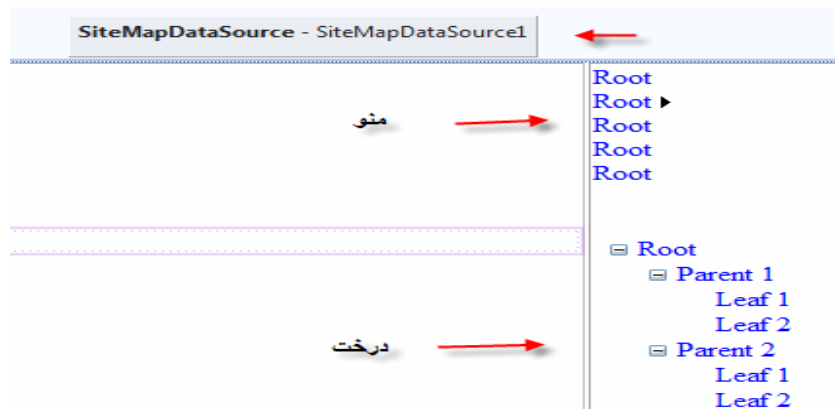 SiteMapDataSource - SiteMapDataSource1
Root
Root
منو
Root
Root
Root
Root
Parent 1
Leaf 1
Leaf 2
درخت
Parent 2
Leaf 1
Leaf 2